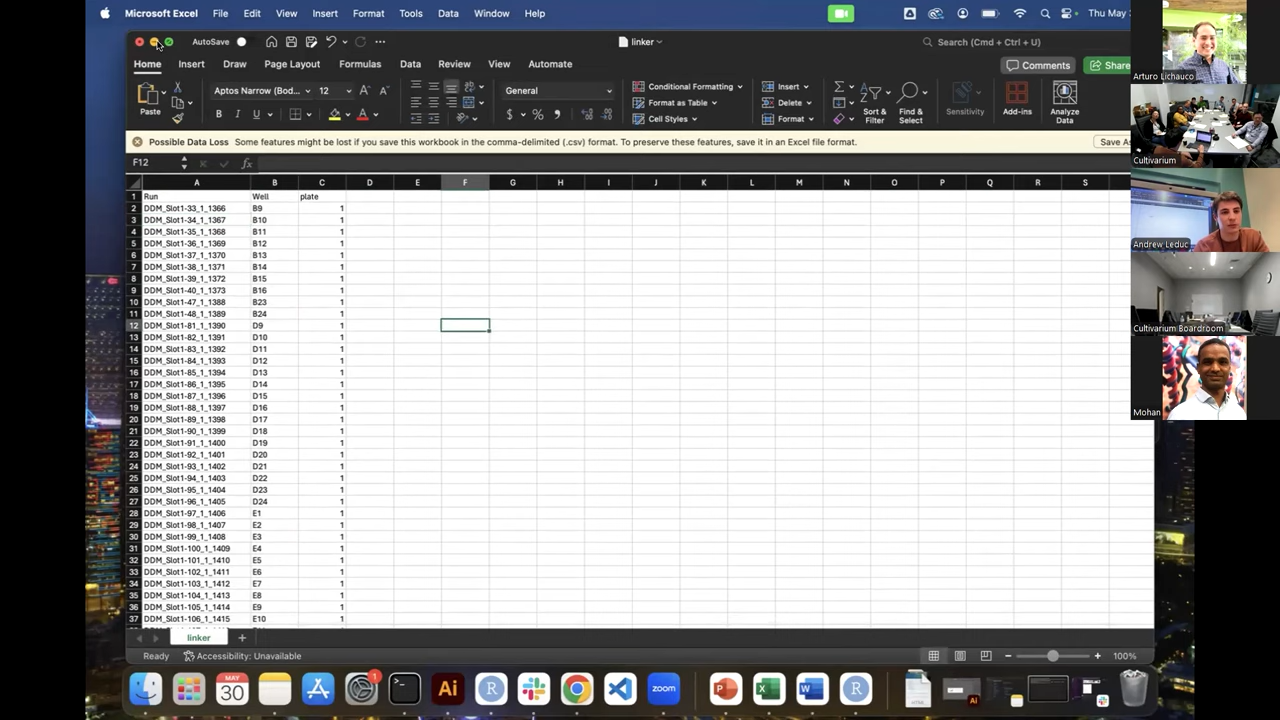 Microsoft Excel File Edit View Insert Format Tools Data Window Help Thu May
AutoSave linker Search (Cmd + Ctrl + U)
Home Insert Draw Page Layout Formulas Data Review View Automate Comments Share
Paste Aptos Narrow (Bod... 12 General Conditional Formatting Format as Table Cell Styles Insert Delete Format Sort & Filter Find & Select Sensitivity Add-ins Analyze Data
Possible Data Loss Some features might be lost if you save this workbook in the comma-delimited (.csv) format. To preserve these features, save it in an Excel file format. Save As
F12 fx
A B C D E F G H I J K L M N O P Q R S
1 Run Well plate
2 DDM_Slot1-33_1_1366 B9 1
3 DDM_Slot1-34_1_1367 B10 1
4 DDM_Slot1-35_1_1368 B11 1
5 DDM_Slot1-36_1_1369 B12 1
6 DDM_Slot1-37_1_1370 B13 1
7 DDM_Slot1-38_1_1371 B14 1
8 DDM_Slot1-39_1_1372 B15 1
9 DDM_Slot1-40_1_1373 B16 1
10 DDM_Slot1-47_1_1388 B23 1
11 DDM_Slot1-48_1_1389 B24 1
12 DDM_Slot1-81_1_1390 D9 1
13 DDM_Slot1-82_1_1391 D10 1
14 DDM_Slot1-83_1_1392 D11 1
15 DDM_Slot1-84_1_1393 D12 1
16 DDM_Slot1-85_1_1394 D13 1
17 DDM_Slot1-86_1_1395 D14 1
18 DDM_Slot1-87_1_1396 D15 1
19 DDM_Slot1-88_1_1397 D16 1
20 DDM_Slot1-89_1_1398 D17 1
21 DDM_Slot1-90_1_1399 D18 1
22 DDM_Slot1-91_1_1400 D19 1
23 DDM_Slot1-92_1_1401 D20 1
24 DDM_Slot1-93_1_1402 D21 1
25 DDM_Slot1-94_1_1403 D22 1
26 DDM_Slot1-95_1_1404 D23 1
27 DDM_Slot1-96_1_1405 D24 1
28 DDM_Slot1-97_1_1406 E1 1
29 DDM_Slot1-98_1_1407 E2 1
30 DDM_Slot1-99_1_1408 E3 1
31 DDM_Slot1-100_1_1409 E4 1
32 DDM_Slot1-101_1_1410 E5 1
33 DDM_Slot1-102_1_1411 E6 1
34 DDM_Slot1-103_1_1412 E7 1
35 DDM_Slot1-104_1_1413 E8 1
36 DDM_Slot1-105_1_1414 E9 1
37 DDM_Slot1-106_1_1415 E10 1
linker
Ready Accessibility: Unavailable 100%
MAY 30 1 Ai R zoom P X W R
Arturo Lichauco
Cultivarium
Andrew Leduc
Cultivarium Boardroom
Mohan